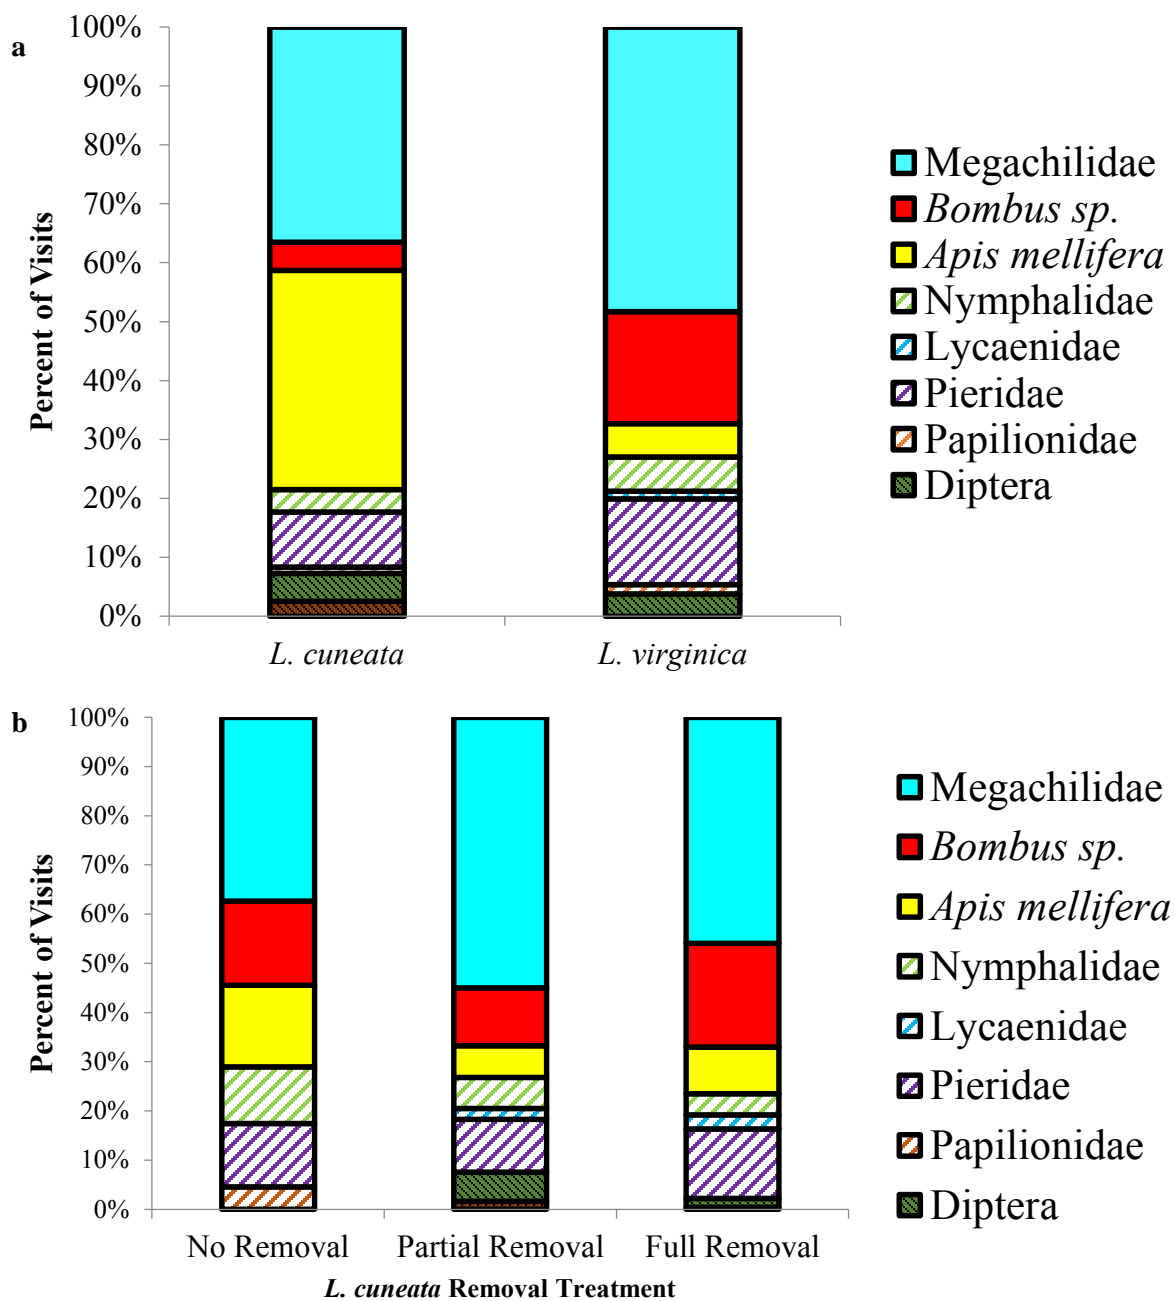 a
Percent of Visits
100%
90%
80%
70%
60%
50%
40%
30%
20%
10%
0%
L. cuneata
L. virginica
Megachilidae
Bombus sp.
Apis mellifera
Nymphalidae
Lycaenidae
Pieridae
Papilionidae
Diptera
b
Percent of Visits
100%
90%
80%
70%
60%
50%
40%
30%
20%
10%
0%
No Removal
Partial Removal
Full Removal
L. cuneata Removal Treatment
Megachilidae
Bombus sp.
Apis mellifera
Nymphalidae
Lycaenidae
Pieridae
Papilionidae
Diptera